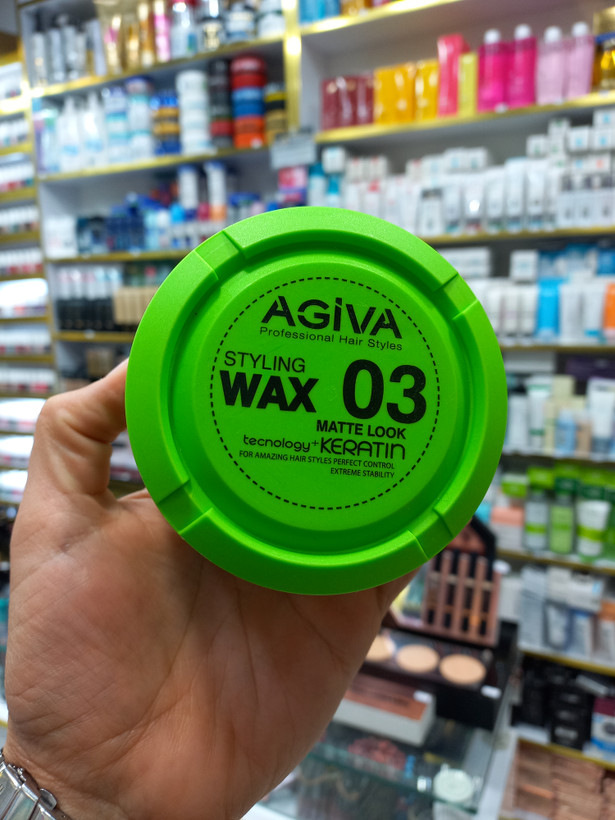 AGIVA
Professional Hair Styles
STYLING
WAX 03
MATTE LOOK
tecnology+KERATIN
FOR AMAZING HAIR STYLES PERFECT CONTROL
EXTREME STABILITY